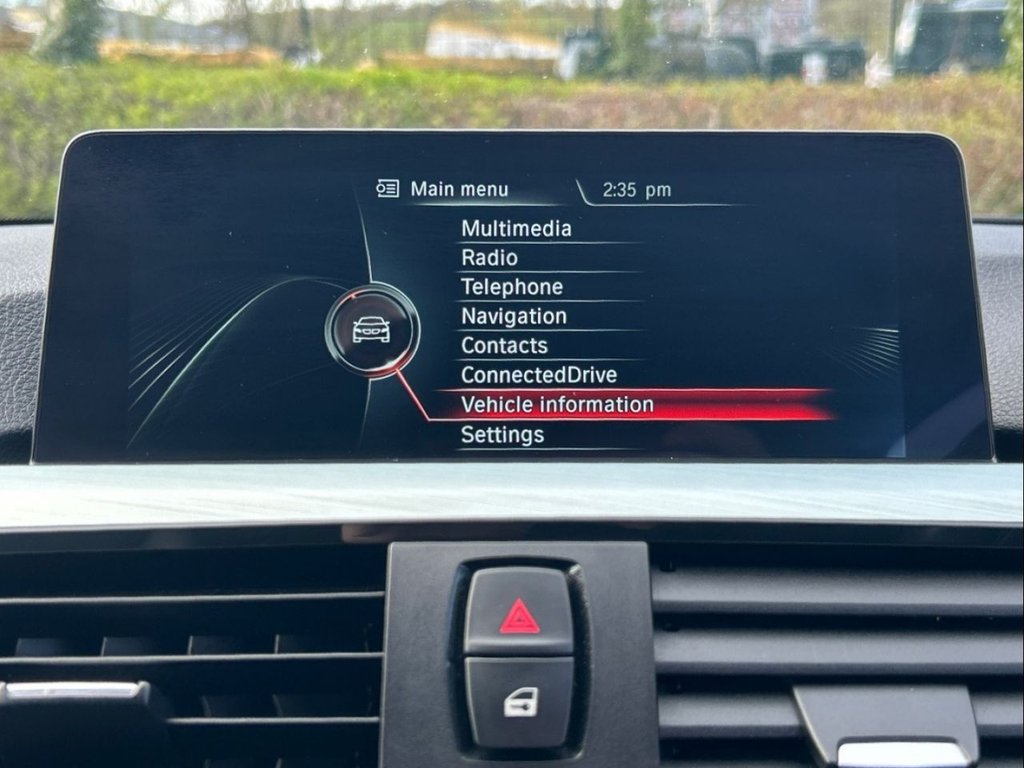 Main menu 2:35 pm
Multimedia
Radio
Telephone
Navigation
Contacts
ConnectedDrive
Vehicle information
Settings